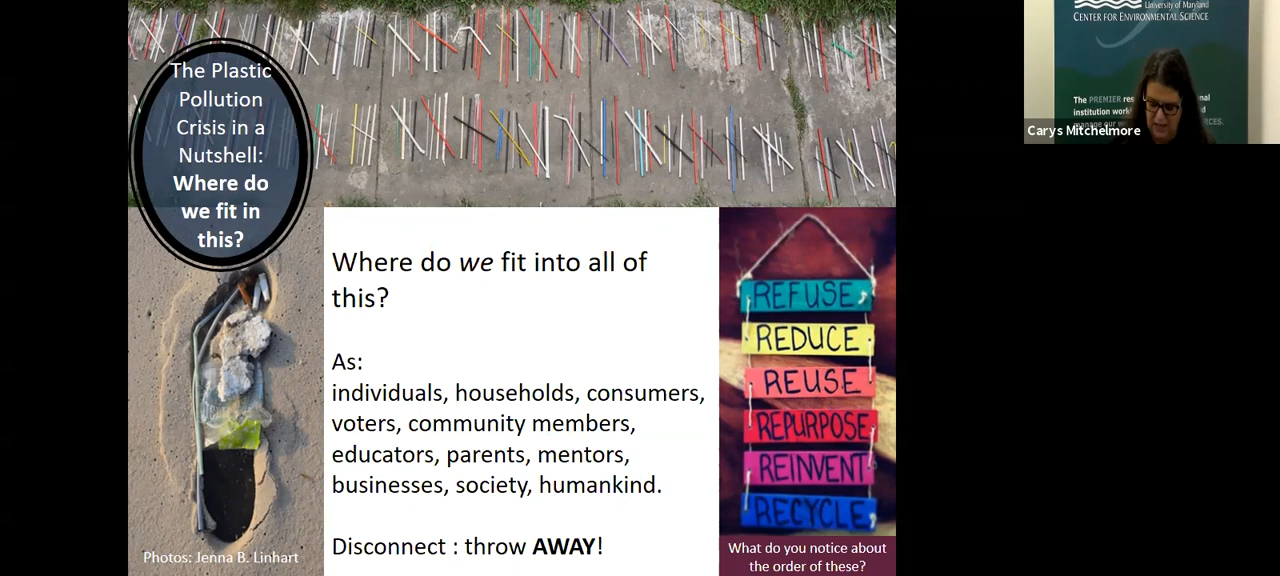 The Plastic
Pollution
Crisis in a
Nutshell:
Where do
we fit in
this?
Where do we fit into all of
this?
As:
individuals, households, consumers,
voters, community members,
educators, parents, mentors,
businesses, society, humankind.
Disconnect : throw AWAY!
Photos: Jenna B. Linhart
REFUSE
REDUCE
REUSE
REPURPOSE
REINVENT
RECYCLE
What do you notice about
the order of these?
University of Maryland
CENTER FOR ENVIRONMENTAL SCIENCE
The PREMIER
institution
Carys Mitchelmore